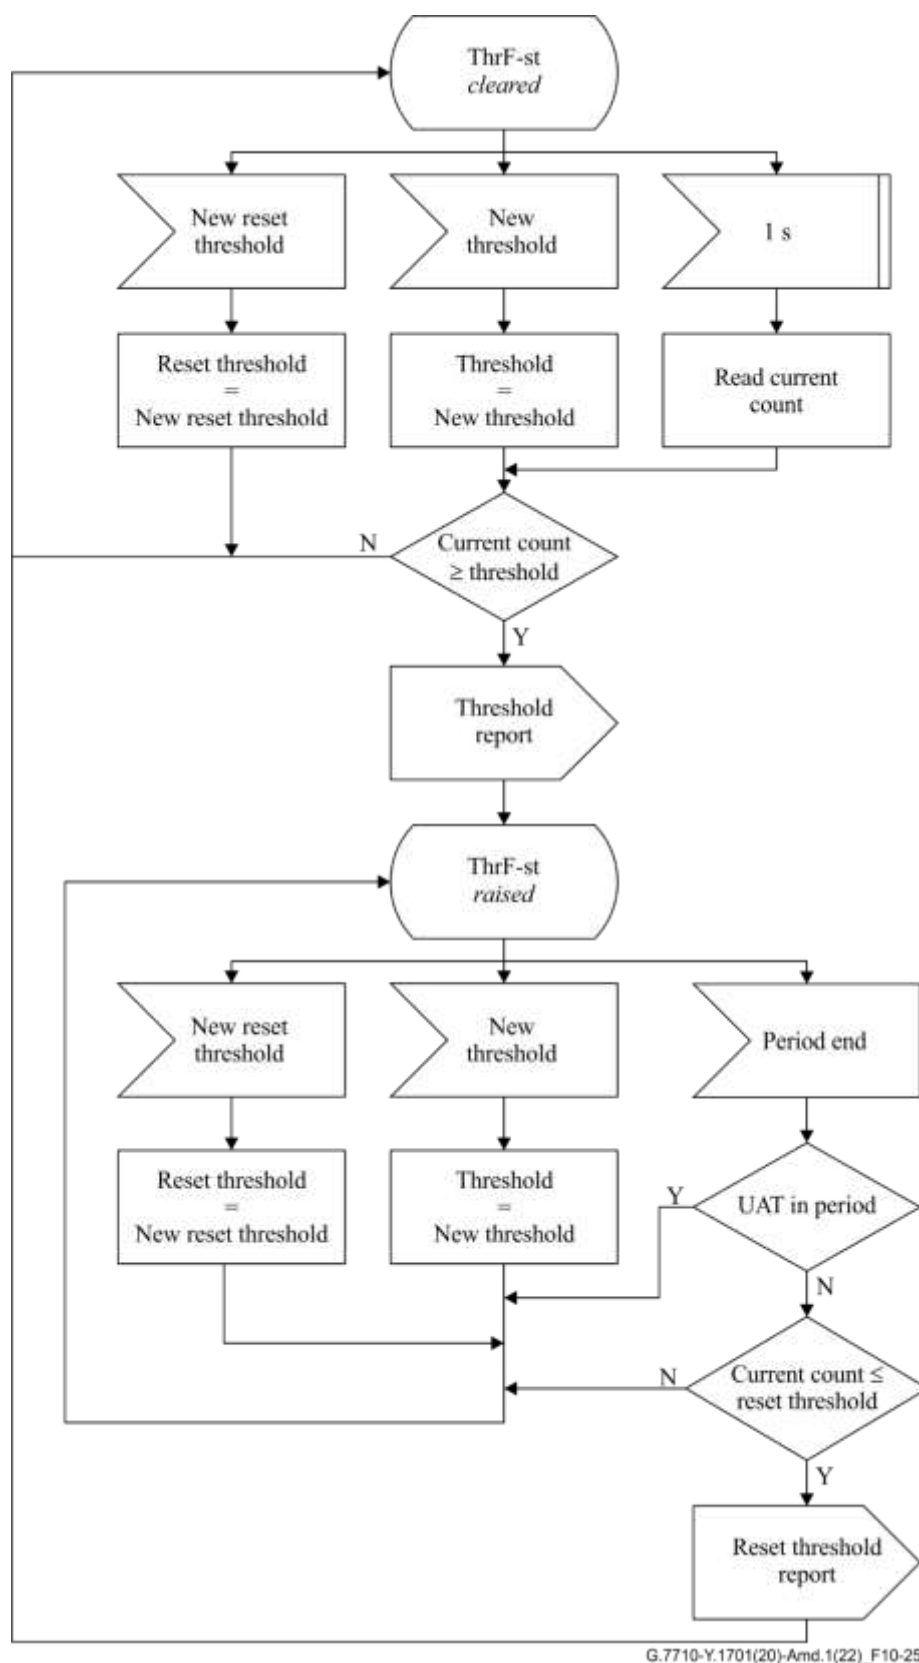 ThrF-st
cleared
New reset
threshold
New
threshold
1 s
Reset threshold
=
New reset threshold
Threshold
=
New threshold
Read current
count
N
Current count
≥ threshold
Y
Threshold
report
ThrF-st
raised
New reset
threshold
New
threshold
Period end
Reset threshold
=
New reset threshold
Threshold
=
New threshold
Y
UAT in period
N
N
Current count ≤
reset threshold
Y
Reset threshold
report
G.7710-Y.1701(20)-Amd.1(22)_F10-25